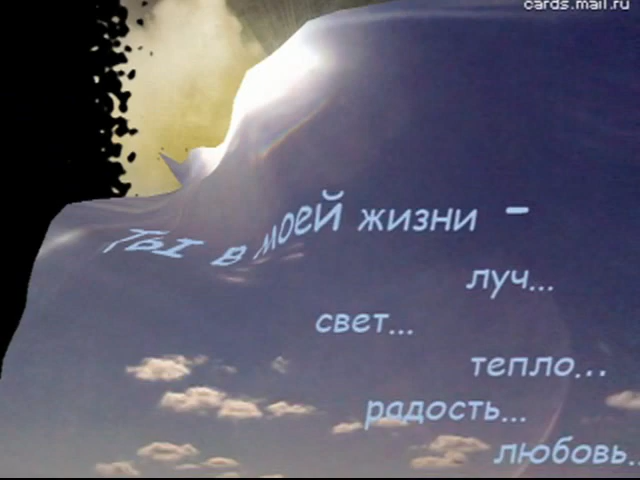 cards.mail.ru
Ты в моей жизни -
луч...
свет...
тепло...
радость...
любовь...